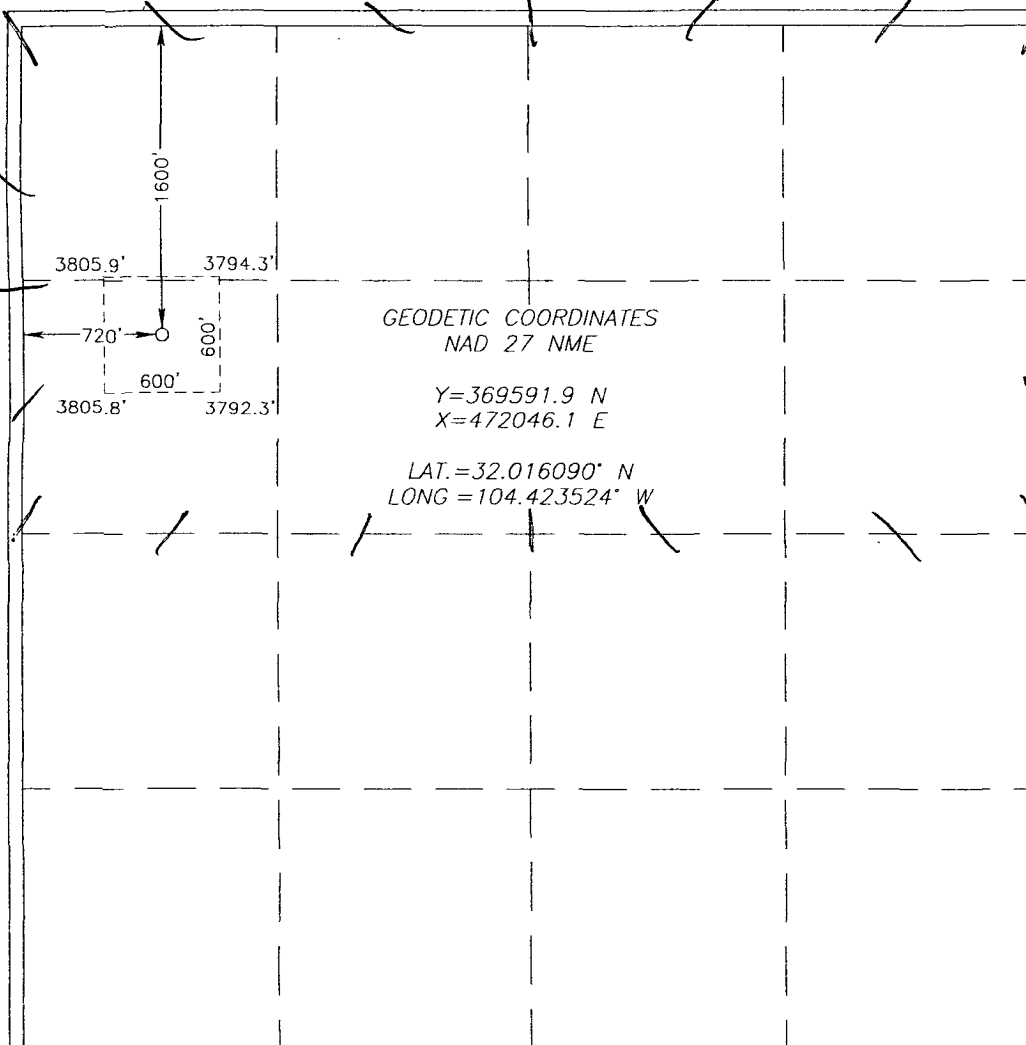 1600'
3805.9' 3794.3'
720'
600'
600'
3805.8' 3792.3'
GEODETIC COORDINATES
NAD 27 NME
Y=369591.9 N
X=472046.1 E
LAT.=32.016090° N
LONG =104.423524° W